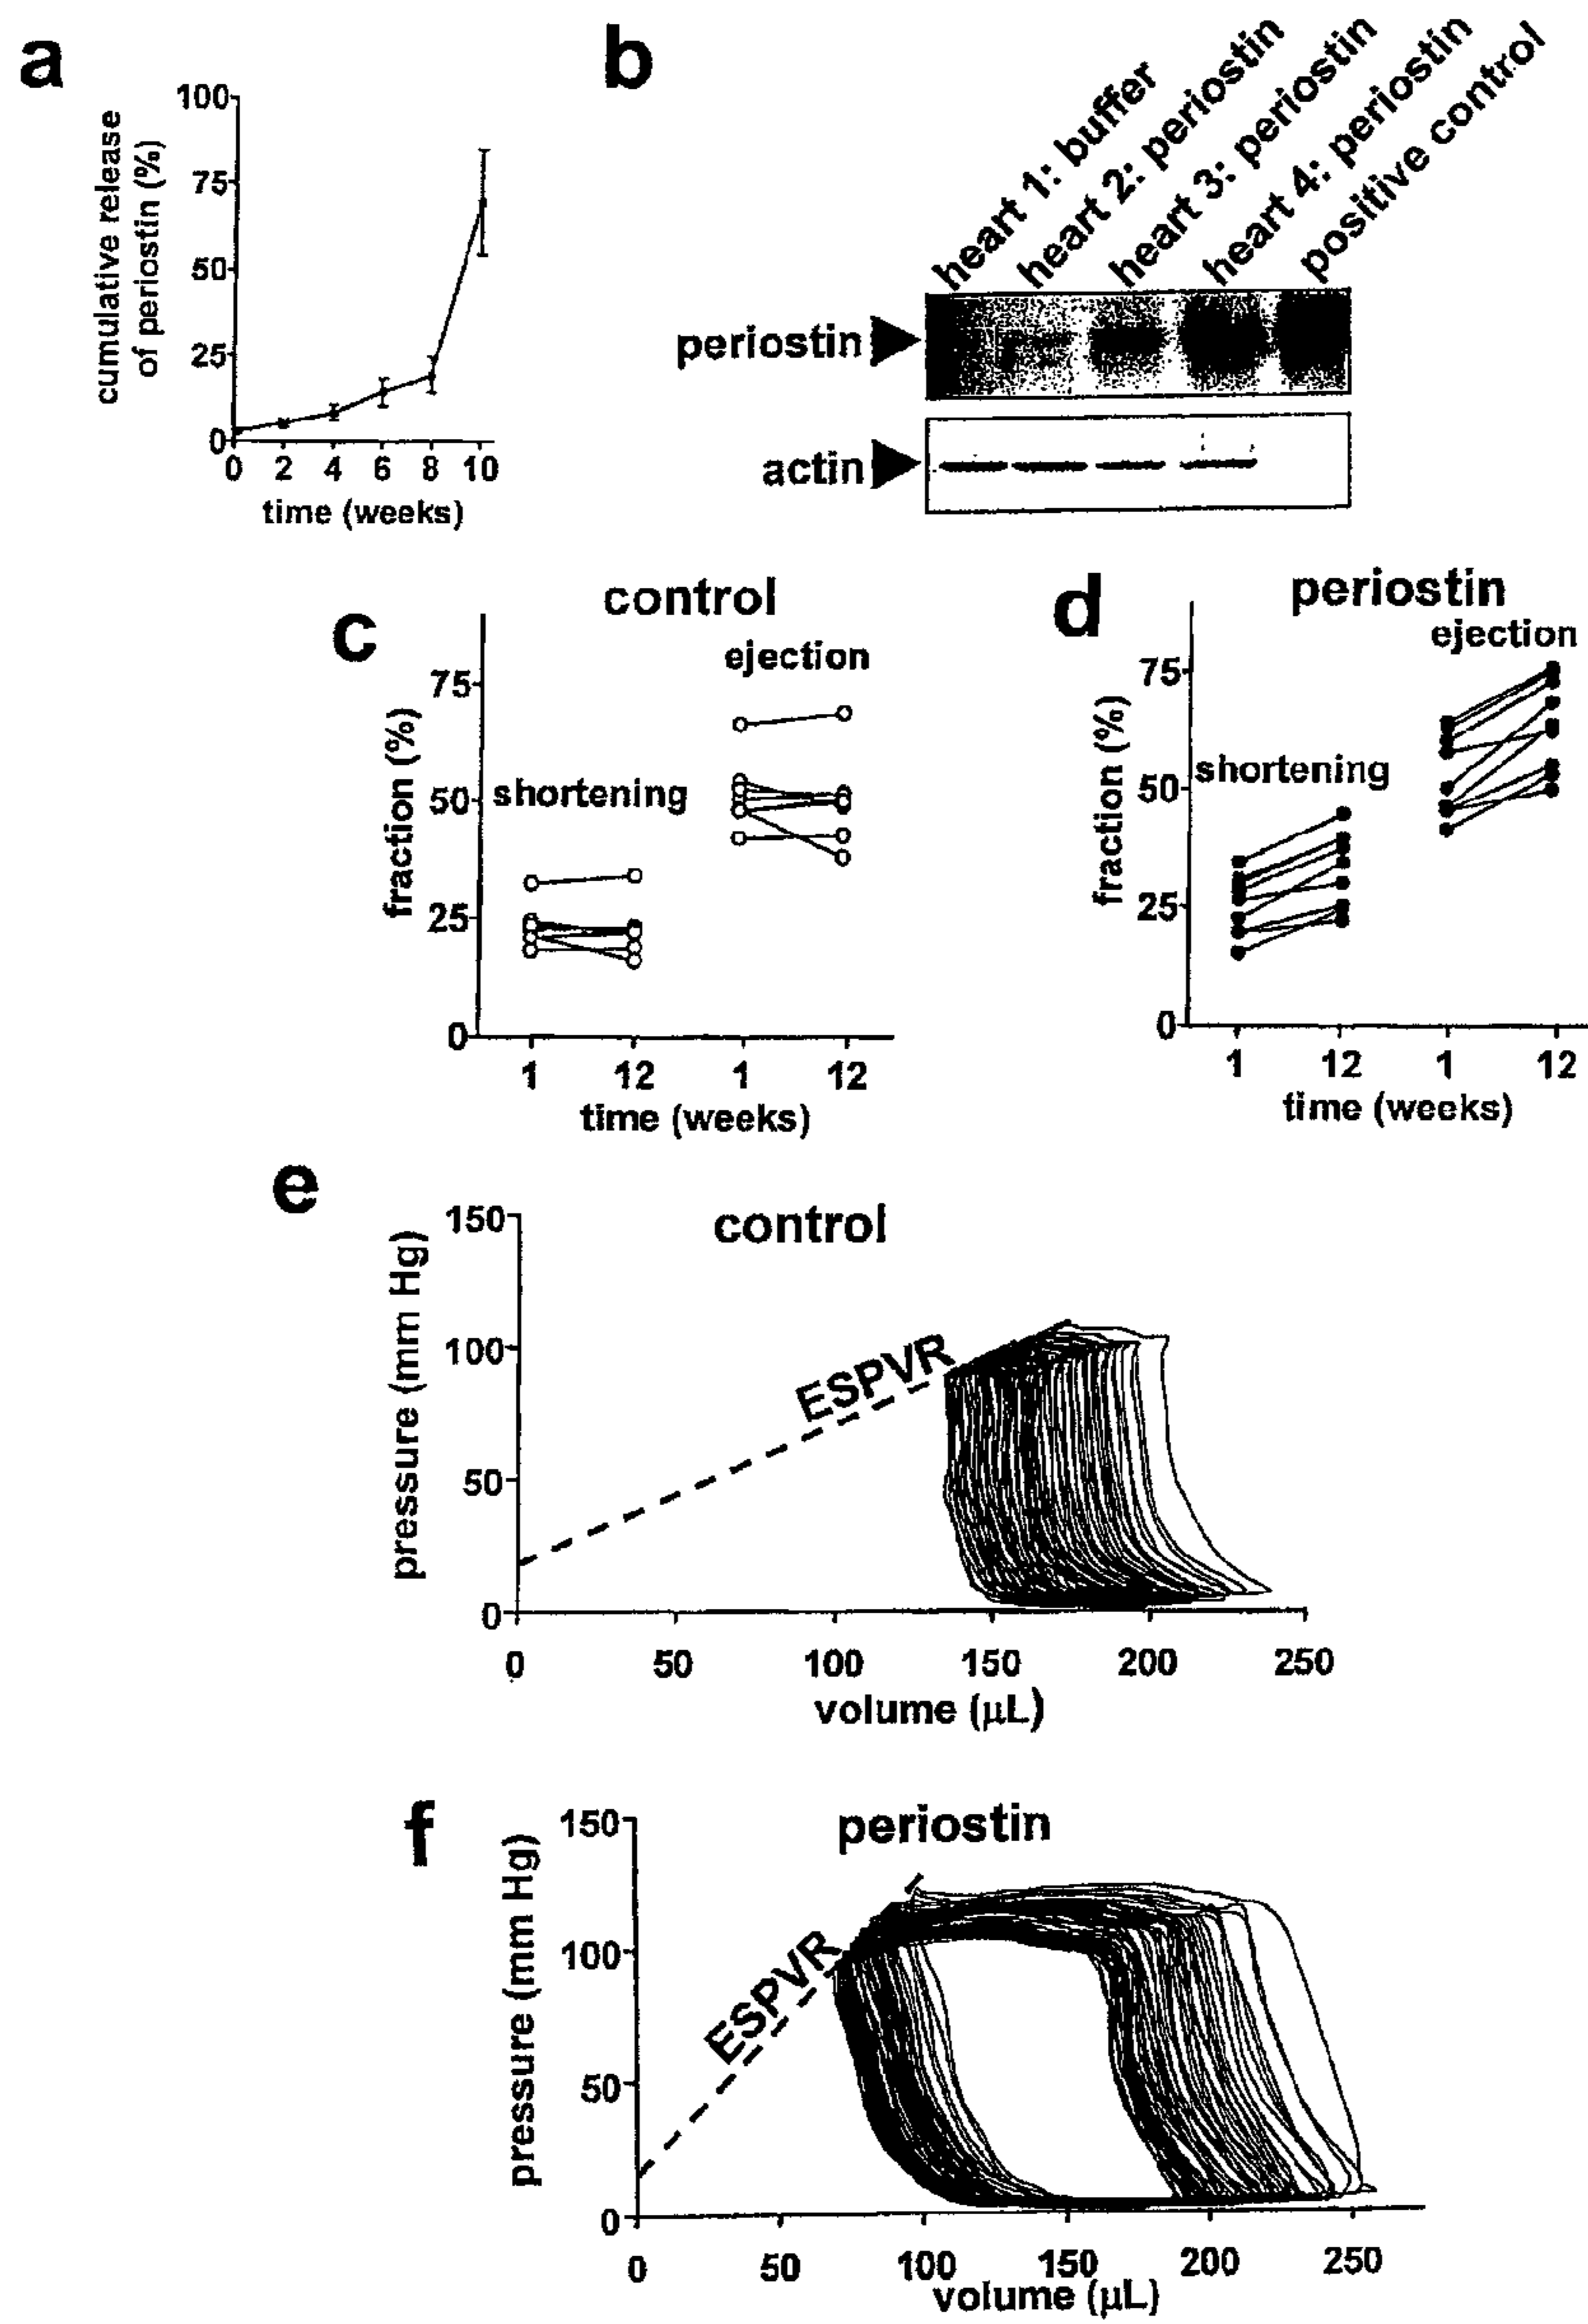 a
cumulative release
of periostin (%)
100
75
50
25
0
0 2 4 6 8 10
time (weeks)
b
heart 1: buffer
heart 2: periostin
heart 3: periostin
heart 4: periostin
positive control
periostin
actin
c
control
ejection
shortening
fraction (%)
75
50
25
0
1 12 1 12
time (weeks)
d
periostin
ejection
shortening
fraction (%)
75
50
25
0
1 12 1 12
time (weeks)
e
control
pressure (mm Hg)
150
100
50
0
ESPVR
0 50 100 150 200 250
volume (µL)
f
periostin
pressure (mm Hg)
150
100
50
0
ESPVR
0 50 100 150 200 250
volume (µL)